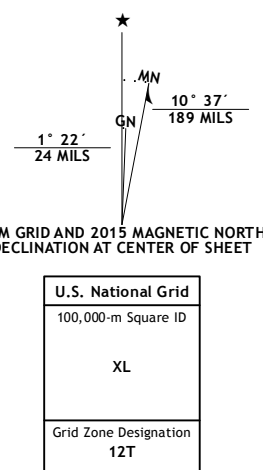 ★
MN
GN
10° 37´
189 MILS
1° 22´
24 MILS
M GRID AND 2015 MAGNETIC NORTH
DECLINATION AT CENTER OF SHEET
U.S. National Grid
100,000-m Square ID
XL
Grid Zone Designation
12T